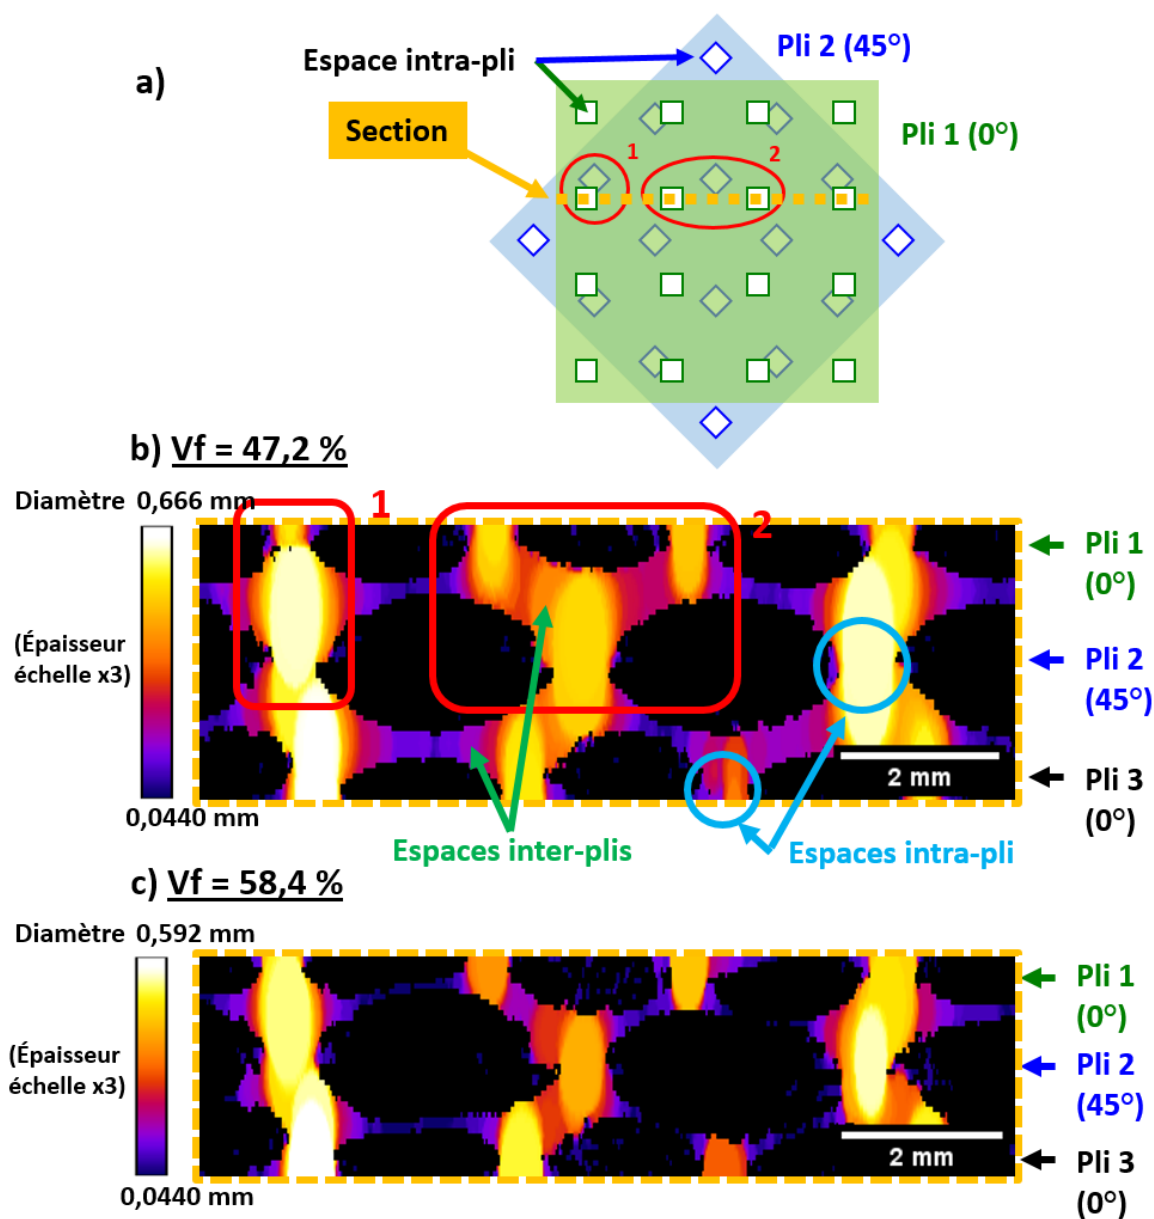 a)
Espace intra-pli
Pli 2 (45°)
Section
Pli 1 (0°)
1
2
b) Vf = 47,2 %
Diamètre 0,666 mm
1
2
(Épaisseur
échelle x3)
0,0440 mm
Pli 1
(0°)
Pli 2
(45°)
Pli 3
(0°)
2 mm
Espaces inter-plis
Espaces intra-pli
c) Vf = 58,4 %
Diamètre 0,592 mm
(Épaisseur
échelle x3)
0,0440 mm
Pli 1
(0°)
Pli 2
(45°)
Pli 3
(0°)
2 mm